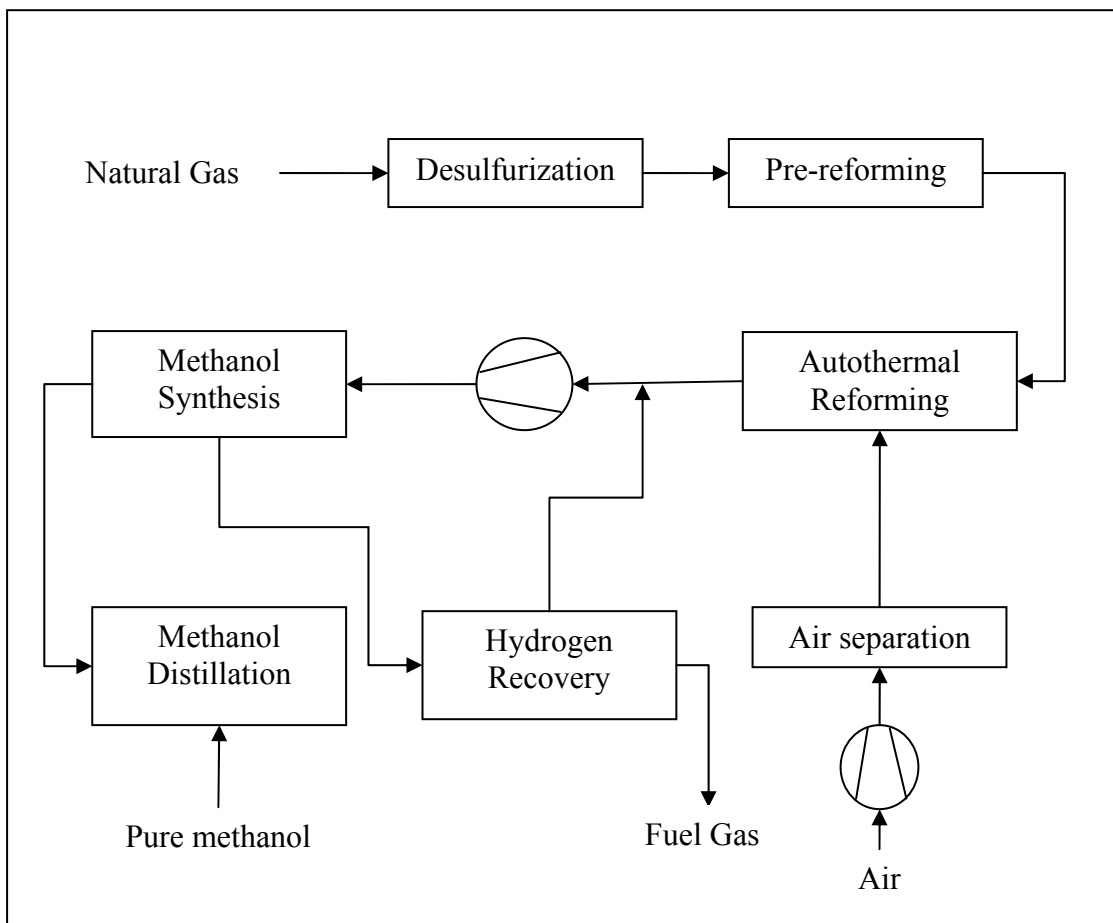 Natural Gas
Desulfurization
Pre-reforming
Methanol
Synthesis
Autothermal
Reforming
Methanol
Distillation
Hydrogen
Recovery
Air separation
Pure methanol
Fuel Gas
Air